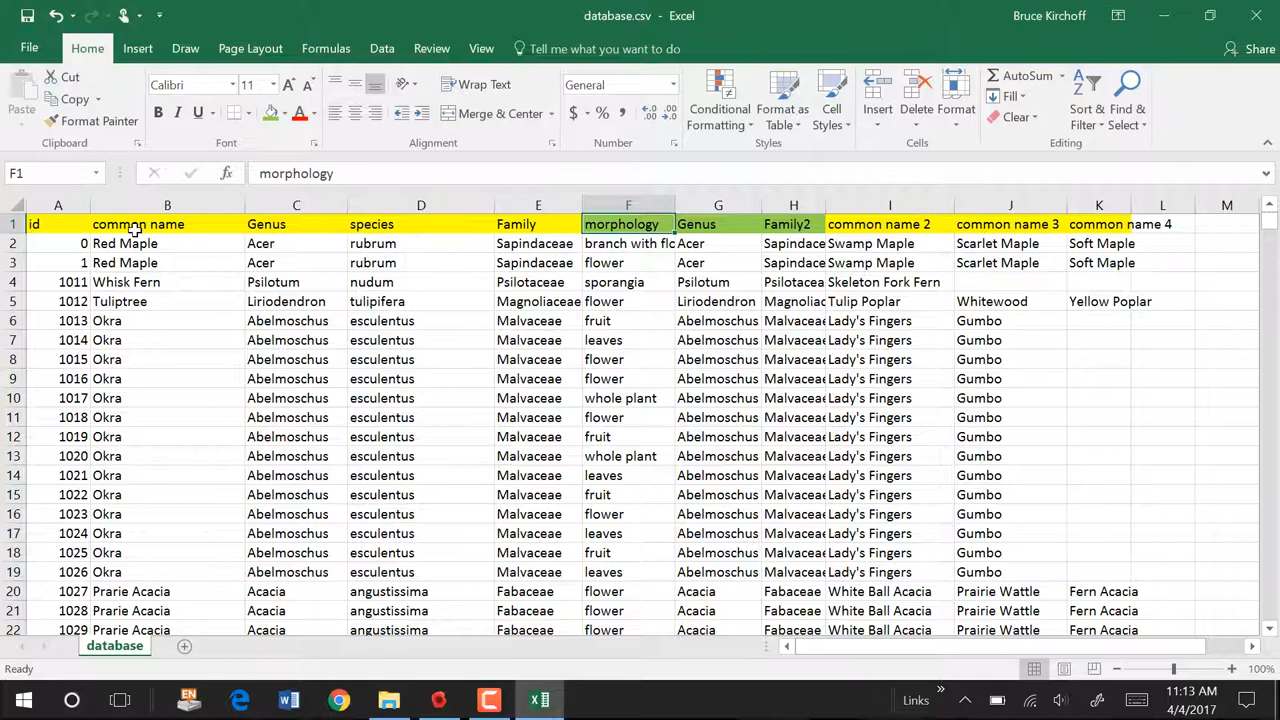 database.csv - Excel
Bruce Kirchoff
File Home Insert Draw Page Layout Formulas Data Review View Tell me what you want to do Share
Paste Cut Copy Format Painter Clipboard
Calibri 11 B I U Font
Wrap Text Merge & Center Alignment
General $ % Number
Conditional Formatting Format as Table Cell Styles Styles
Insert Delete Format Cells
AutoSum Fill Clear Sort & Filter Find & Select Editing
F1 fx morphology
A B C D E F G H I J K L M
1 id common name Genus species Family morphology Genus Family2 common name 2 common name 3 common name 4
2 0 Red Maple Acer rubrum Sapindaceae branch with flo Acer Sapindace Swamp Maple Scarlet Maple Soft Maple
3 1 Red Maple Acer rubrum Sapindaceae flower Acer Sapindace Swamp Maple Scarlet Maple Soft Maple
4 1011 Whisk Fern Psilotum nudum Psilotaceae sporangia Psilotum Psilotacea Skeleton Fork Fern
5 1012 Tuliptree Liriodendron tulipifera Magnoliaceae flower Liriodendron Magnoliac Tulip Poplar Whitewood Yellow Poplar
6 1013 Okra Abelmoschus esculentus Malvaceae fruit Abelmoschus Malvaceae Lady's Fingers Gumbo
7 1014 Okra Abelmoschus esculentus Malvaceae leaves Abelmoschus Malvaceae Lady's Fingers Gumbo
8 1015 Okra Abelmoschus esculentus Malvaceae flower Abelmoschus Malvaceae Lady's Fingers Gumbo
9 1016 Okra Abelmoschus esculentus Malvaceae flower Abelmoschus Malvaceae Lady's Fingers Gumbo
10 1017 Okra Abelmoschus esculentus Malvaceae whole plant Abelmoschus Malvaceae Lady's Fingers Gumbo
11 1018 Okra Abelmoschus esculentus Malvaceae flower Abelmoschus Malvaceae Lady's Fingers Gumbo
12 1019 Okra Abelmoschus esculentus Malvaceae fruit Abelmoschus Malvaceae Lady's Fingers Gumbo
13 1020 Okra Abelmoschus esculentus Malvaceae whole plant Abelmoschus Malvaceae Lady's Fingers Gumbo
14 1021 Okra Abelmoschus esculentus Malvaceae leaves Abelmoschus Malvaceae Lady's Fingers Gumbo
15 1022 Okra Abelmoschus esculentus Malvaceae fruit Abelmoschus Malvaceae Lady's Fingers Gumbo
16 1023 Okra Abelmoschus esculentus Malvaceae flower Abelmoschus Malvaceae Lady's Fingers Gumbo
17 1024 Okra Abelmoschus esculentus Malvaceae leaves Abelmoschus Malvaceae Lady's Fingers Gumbo
18 1025 Okra Abelmoschus esculentus Malvaceae fruit Abelmoschus Malvaceae Lady's Fingers Gumbo
19 1026 Okra Abelmoschus esculentus Malvaceae leaves Abelmoschus Malvaceae Lady's Fingers Gumbo
20 1027 Prarie Acacia Acacia angustissima Fabaceae flower Acacia Fabaceae White Ball Acacia Prairie Wattle Fern Acacia
21 1028 Prarie Acacia Acacia angustissima Fabaceae flower Acacia Fabaceae White Ball Acacia Prairie Wattle Fern Acacia
22 1029 Prarie Acacia Acacia angustissima Fabaceae flower Acacia Fabaceae White Ball Acacia Prairie Wattle Fern Acacia
database
Ready 100%
EN Links 11:13 AM
4/4/2017